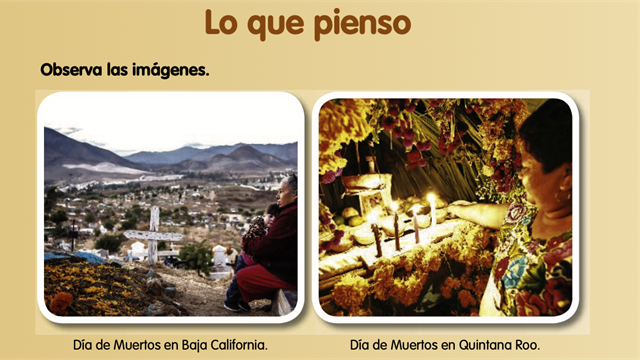 Lo que pienso
Observa las imágenes.
Día de Muertos en Baja California.
Día de Muertos en Quintana Roo.